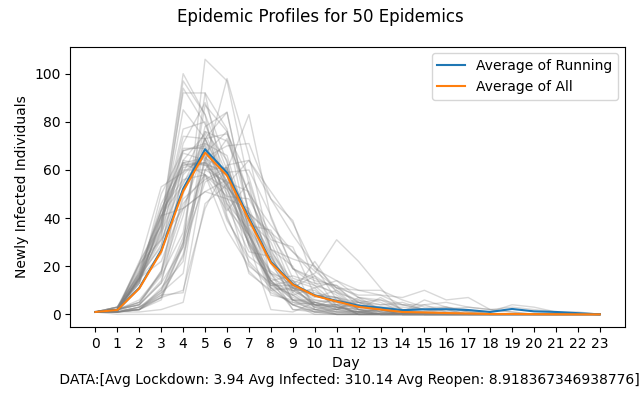 Epidemic Profiles for 50 Epidemics
Average of Running
Average of All
Newly Infected Individuals
100
80
60
40
20
0
0 1 2 3 4 5 6 7 8 9 10 11 12 13 14 15 16 17 18 19 20 21 22 23
Day
DATA:[Avg Lockdown: 3.94 Avg Infected: 310.14 Avg Reopen: 8.918367346938776]